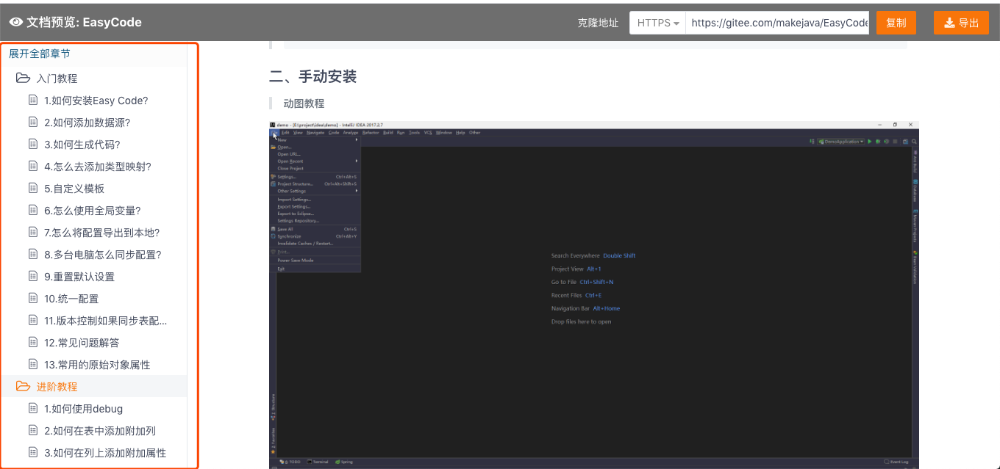 文档预览: EasyCode
克隆地址
HTTPS
https://gitee.com/makejava/EasyCode
复制
导出
展开全部章节
入门教程
1.如何安装Easy Code?
2.如何添加数据源?
3.如何生成代码?
4.怎么去添加类型映射?
5.自定义模板
6.怎么使用全局变量?
7.怎么将配置导出到本地?
8.多台电脑怎么同步配置?
9.重置默认设置
10.统一配置
11.版本控制如果同步表配...
12.常见问题解答
13.常用的原始对象属性
进阶教程
1.如何使用debug
2.如何在表中添加附加列
3.如何在列上添加附加属性
二、手动安装
动图教程
demo - [E:\project\idea\demo] - IntelliJ IDEA 2017.2.7
Edit View Navigate Code Analyze Refactor Build Run Tools VCS Window Help Other
DemoApplication
New
Open...
Open URL...
Open Recent
Close Project
Settings... Ctrl+Alt+S
Project Structure... Ctrl+Alt+Shift+S
Other Settings
Import Settings...
Export Settings...
Export to Eclipse...
Settings Repository...
Save All Ctrl+S
Synchronize Ctrl+Alt+Y
Invalidate Caches / Restart...
Print...
Power Save Mode
Exit
Search Everywhere Double Shift
Project View Alt+1
Go to File Ctrl+Shift+N
Recent Files Ctrl+E
Navigation Bar Alt+Home
Drop files here to open
Ant Build
Database
Maven Projects
Bean Validation
Structure
2: Favorites
6: TODO
Terminal
Spring
Event Log